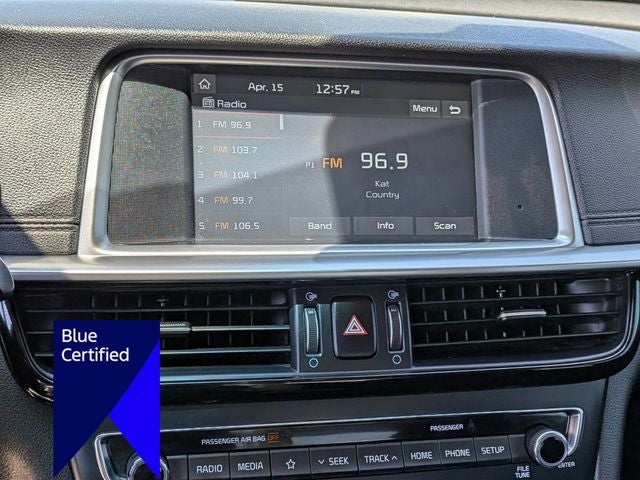 Apr. 15 12:57 PM
Radio Menu
1 FM 96.9
2 FM 103.7
3 FM 104.1
4 FM 99.7
5 FM 106.5
P1 FM 96.9
Kat
Country
Band Info Scan
Blue
Certified
PASSENGER AIR BAG OFF
PASSENGER
RADIO MEDIA ☆ ∨ SEEK TRACK ∧ HOME PHONE SETUP
FILE
TUNE
ENTER